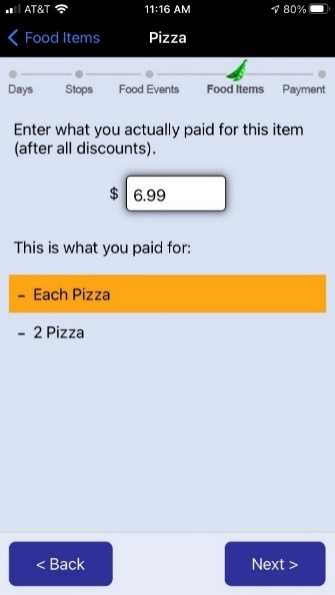 AT&T 11:16 AM 80%
Food Items Pizza
Days Stops Food Events Food Items Payment
Enter what you actually paid for this item
(after all discounts).
$ 6.99
This is what you paid for:
- Each Pizza
- 2 Pizza
< Back Next >